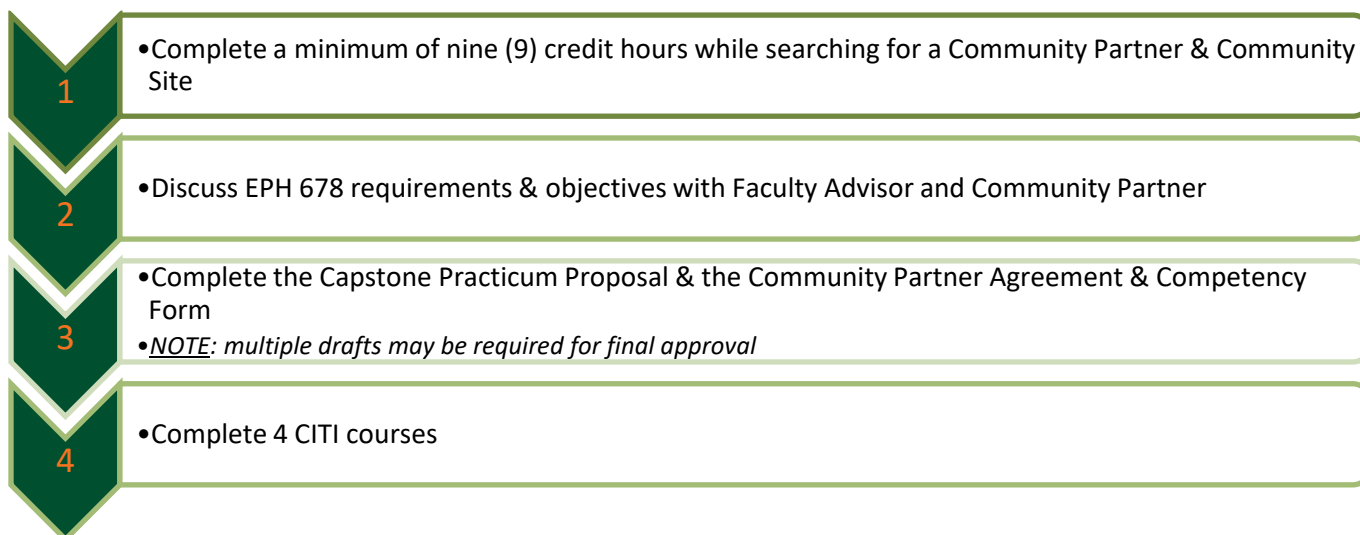 1
•Complete a minimum of nine (9) credit hours while searching for a Community Partner & Community
Site
2
•Discuss EPH 678 requirements & objectives with Faculty Advisor and Community Partner
3
•Complete the Capstone Practicum Proposal & the Community Partner Agreement & Competency
Form
•NOTE: multiple drafts may be required for final approval
4
•Complete 4 CITI courses